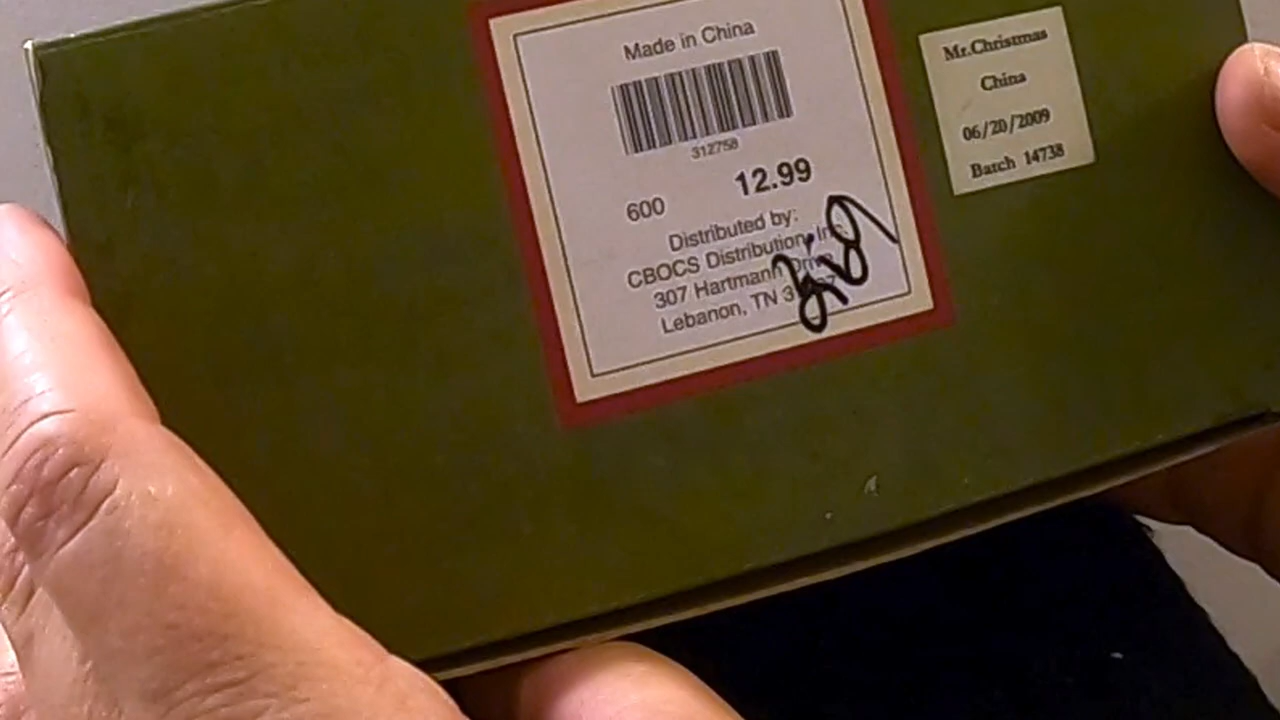 Made in China
312758
600 12.99
Distributed by:
CBOCS Distribution,
307 Hartmann Drive
Lebanon, TN
Mr.Christmas
China
06/20/2009
Batch 14738